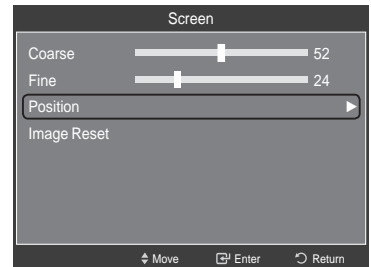 Screen
Coarse 52
Fine 24
Position
Image Reset
Move Enter Return